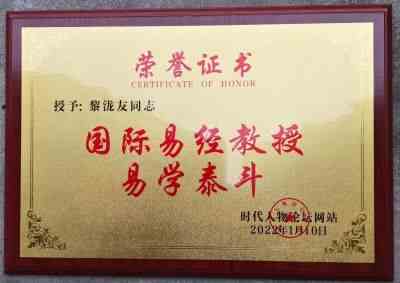 荣誉证书
CERTIFICATE OF HONOR
授予: 黎泷友同志
国际易经教授
易学泰斗
时代人物论坛网站
2022年1月10日